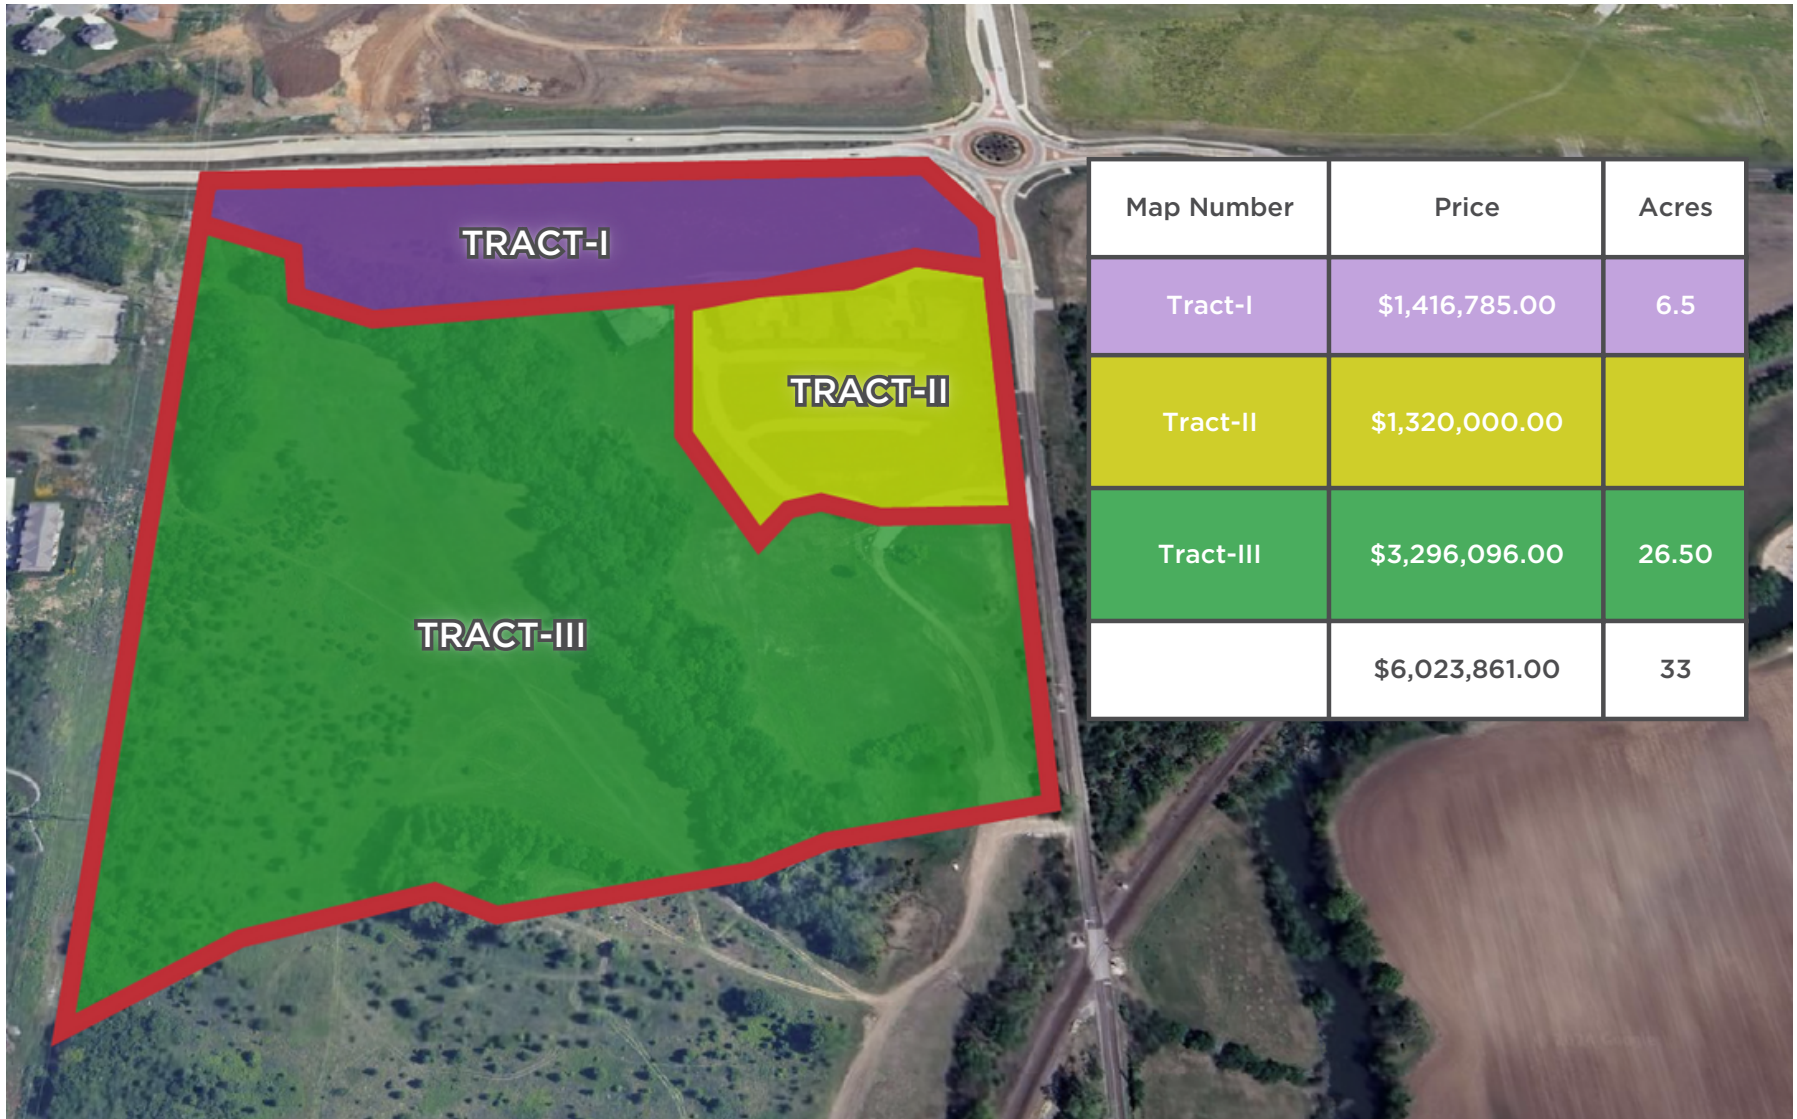 TRACT-I
TRACT-II
TRACT-III
Map Number Price Acres
Tract-I $1,416,785.00 6.5
Tract-II $1,320,000.00
Tract-III $3,296,096.00 26.50
$6,023,861.00 33